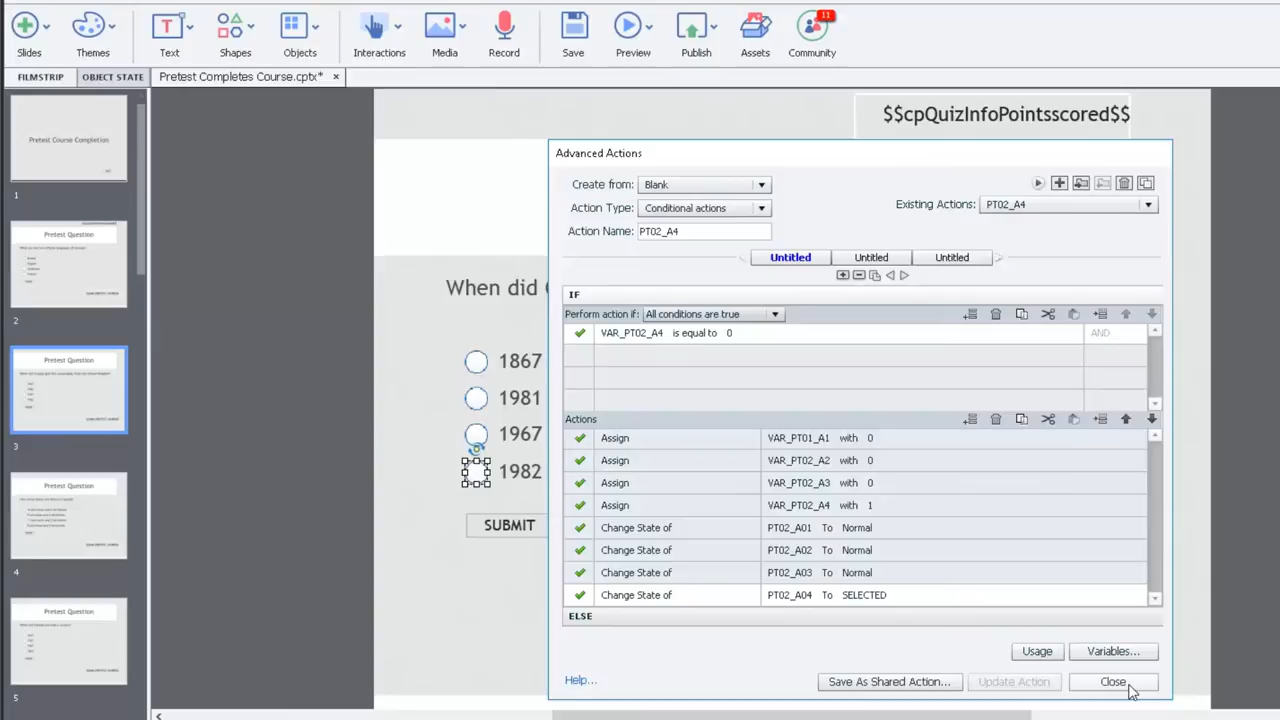 11
Slides Themes Text Shapes Objects Interactions Media Record Save Preview Publish Assets Community
FILMSTRIP OBJECT STATE Pretest Completes Course.cptx* ×
Pretest Course Completion
1
Pretest Question
2
Pretest Question
3
Pretest Question
4
Pretest Question
5
$$cpQuizInfoPointsscored$$
When did
1867
1981
1967
1982
SUBMIT
Advanced Actions
Create from: Blank
Action Type: Conditional actions Existing Actions: PT02_A4
Action Name: PT02_A4
Untitled Untitled Untitled
IF
Perform action if: All conditions are true
VAR_PT02_A4 is equal to 0 AND
Actions
Assign VAR_PT01_A1 with 0
Assign VAR_PT02_A2 with 0
Assign VAR_PT02_A3 with 0
Assign VAR_PT02_A4 with 1
Change State of PT02_A01 To Normal
Change State of PT02_A02 To Normal
Change State of PT02_A03 To Normal
Change State of PT02_A04 To SELECTED
ELSE
Usage Variables...
Help... Save As Shared Action... Update Action Close